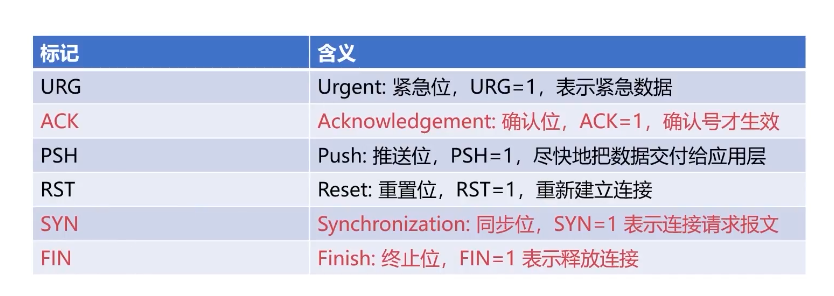 标记 含义
URG Urgent: 紧急位，URG=1，表示紧急数据
ACK Acknowledgement: 确认位，ACK=1，确认号才生效
PSH Push: 推送位，PSH=1，尽快地把数据交付给应用层
RST Reset: 重置位，RST=1，重新建立连接
SYN Synchronization: 同步位，SYN=1 表示连接请求报文
FIN Finish: 终止位，FIN=1 表示释放连接